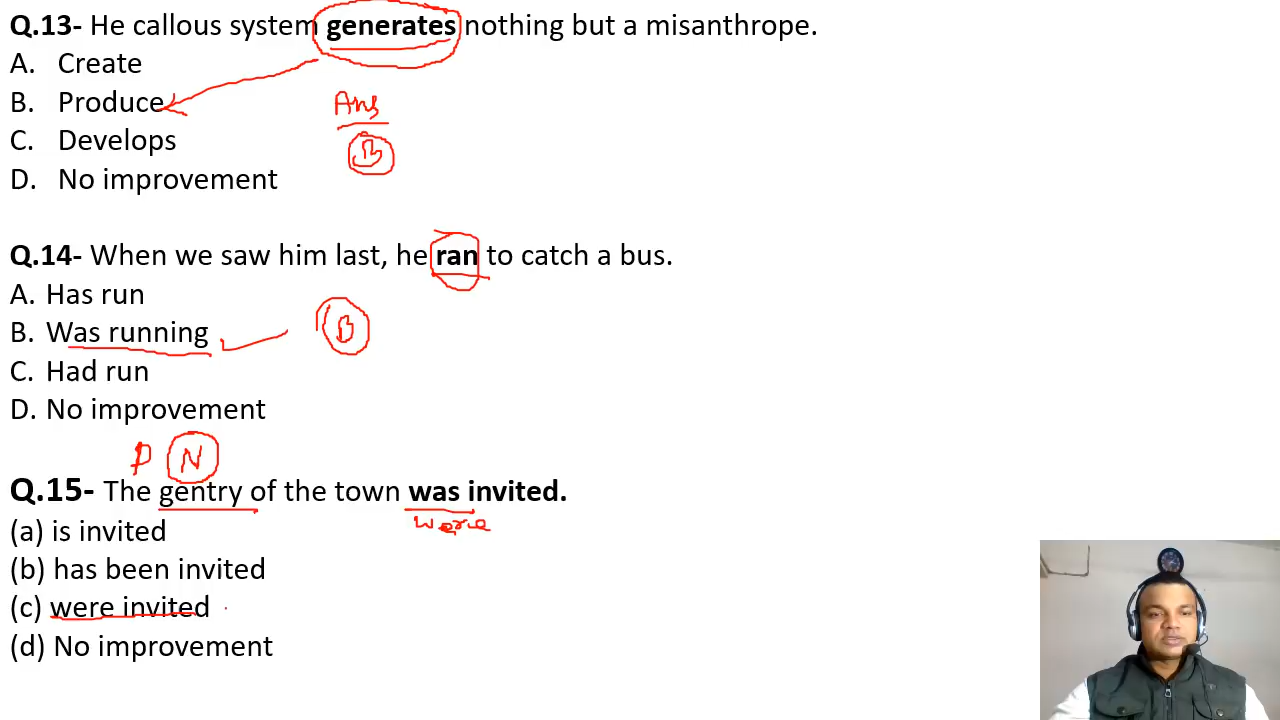 Q.13- He callous system generates nothing but a misanthrope.
A. Create
B. Produce
Ans
C. Develops
B
D. No improvement
Q.14- When we saw him last, he ran to catch a bus.
A. Has run
B. Was running
B
C. Had run
D. No improvement
P N
Q.15- The gentry of the town was invited.
were
(a) is invited
(b) has been invited
(c) were invited
(d) No improvement